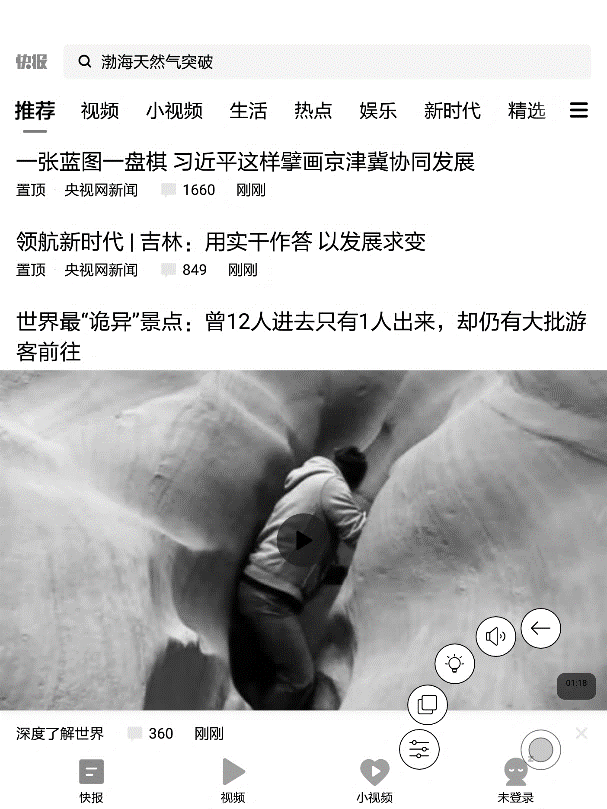 快报
渤海天然气突破
推荐 视频 小视频 生活 热点 娱乐 新时代 精选
一张蓝图一盘棋 习近平这样擘画京津冀协同发展
置顶 央视网新闻 1660 刚刚
领航新时代 | 吉林：用实干作答 以发展求变
置顶 央视网新闻 849 刚刚
世界最“诡异”景点：曾12人进去只有1人出来，却仍有大批游
客前往
01:18
深度了解世界 360 刚刚
快报 视频 小视频 未登录